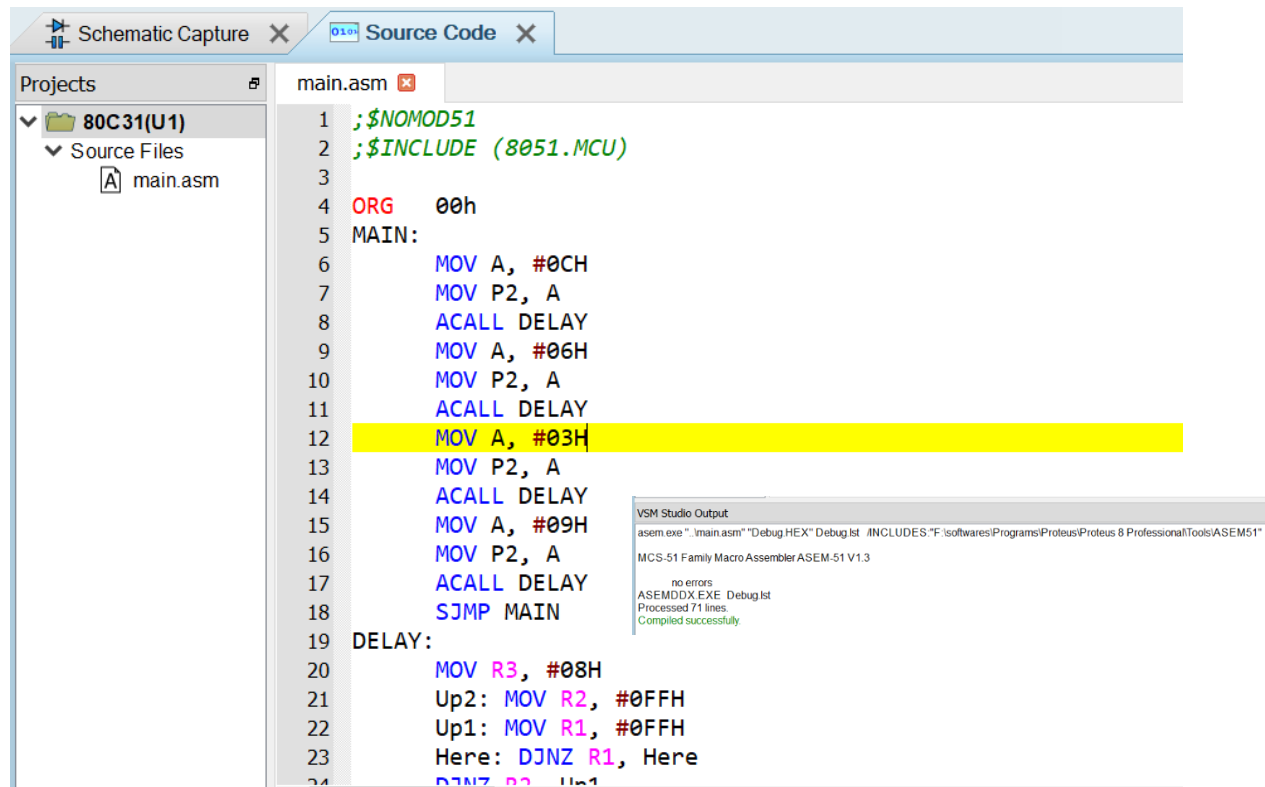 Schematic Capture
Source Code
Projects
main.asm
80C31(U1)
Source Files
main.asm
1 ;$NOMOD51
2 ;$INCLUDE (8051.MCU)
3
4 ORG 00h
5 MAIN:
6 MOV A, #0CH
7 MOV P2, A
8 ACALL DELAY
9 MOV A, #06H
10 MOV P2, A
11 ACALL DELAY
12 MOV A, #03H
13 MOV P2, A
14 ACALL DELAY
15 MOV A, #09H
16 MOV P2, A
17 ACALL DELAY
18 SJMP MAIN
19 DELAY:
20 MOV R3, #08H
21 Up2: MOV R2, #0FFH
22 Up1: MOV R1, #0FFH
23 Here: DJNZ R1, Here
24 DJNZ R2, Up1
VSM Studio Output
asem.exe "..\main.asm" "Debug.HEX" Debug.lst /INCLUDES:"F:\softwares\Programs\Proteus\Proteus 8 Professional\Tools\ASEM51"
MCS-51 Family Macro Assembler ASEM-51 V1.3
no errors
ASEMDDX.EXE Debug.lst
Processed 71 lines.
Compiled successfully.